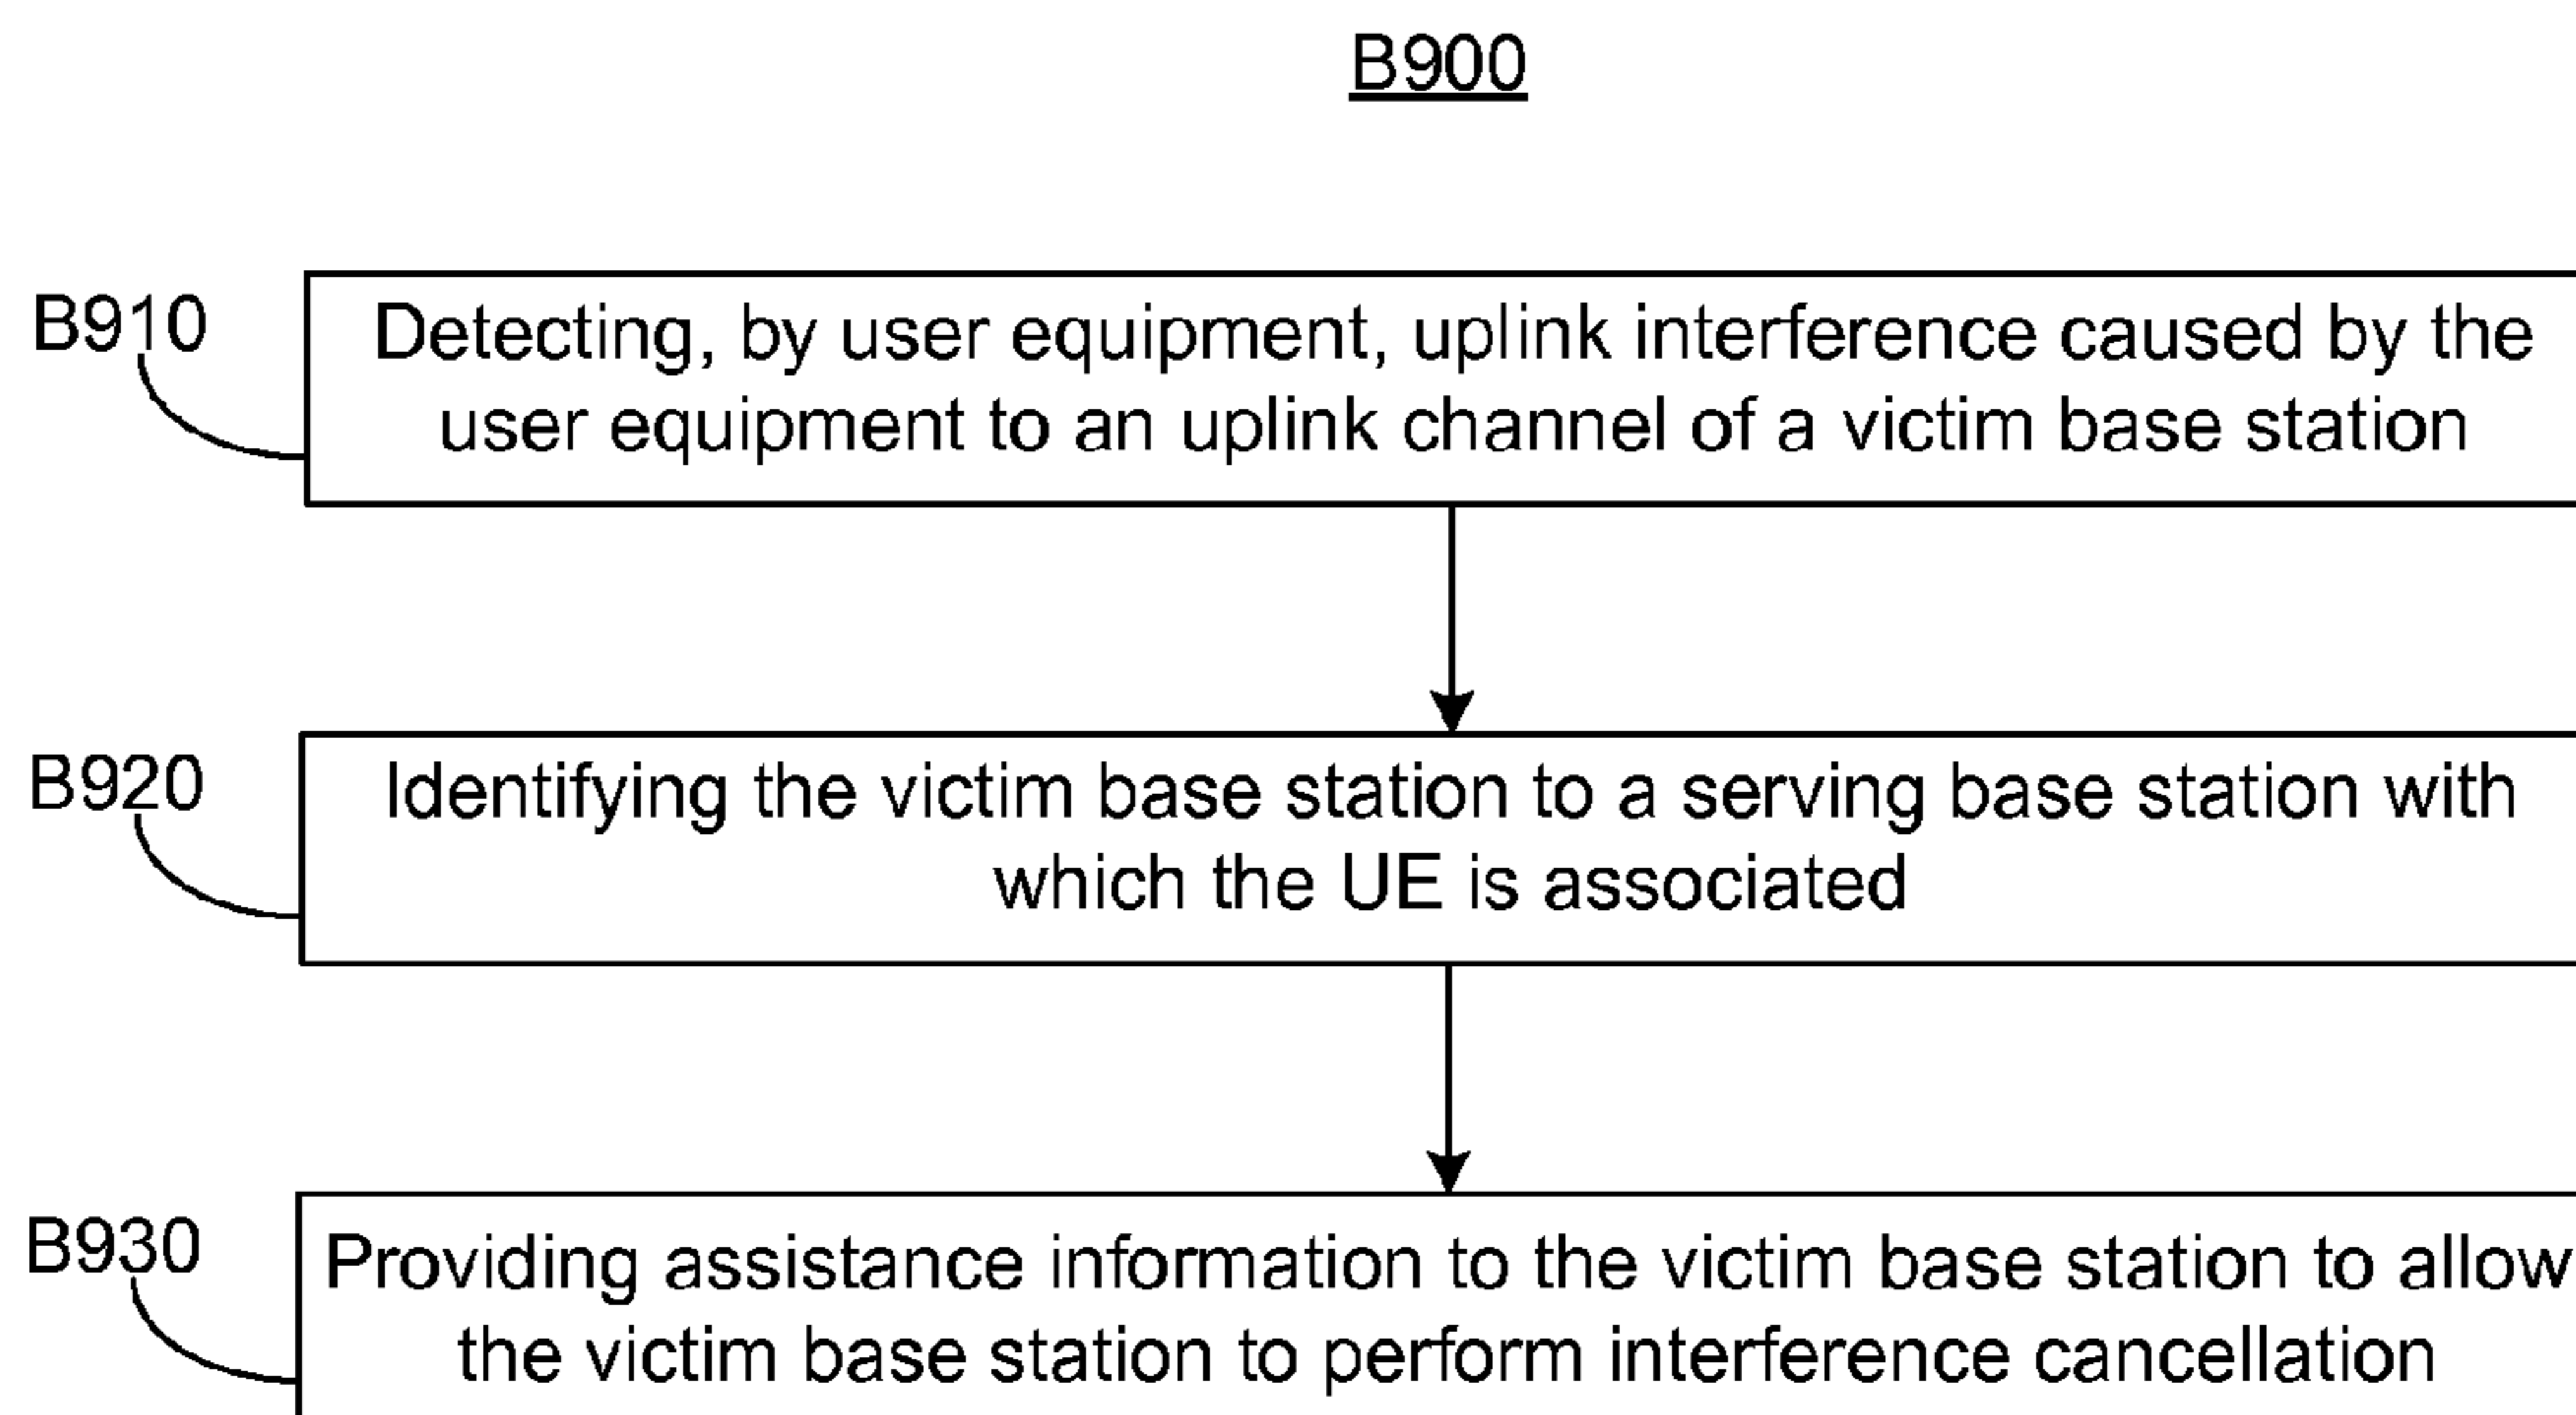 B900
B910
Detecting, by user equipment, uplink interference caused by the
user equipment to an uplink channel of a victim base station
B920
Identifying the victim base station to a serving base station with
which the UE is associated
B930
Providing assistance information to the victim base station to allow
the victim base station to perform interference cancellation